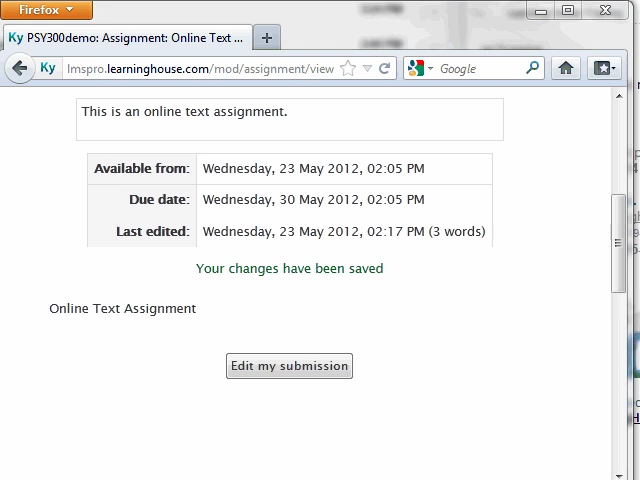 Firefox
Ky PSY300demo: Assignment: Online Text ...
Ky lmspro.learninghouse.com/mod/assignment/view
Google
This is an online text assignment.
Available from: Wednesday, 23 May 2012, 02:05 PM
Due date: Wednesday, 30 May 2012, 02:05 PM
Last edited: Wednesday, 23 May 2012, 02:17 PM (3 words)
Your changes have been saved
Online Text Assignment
Edit my submission